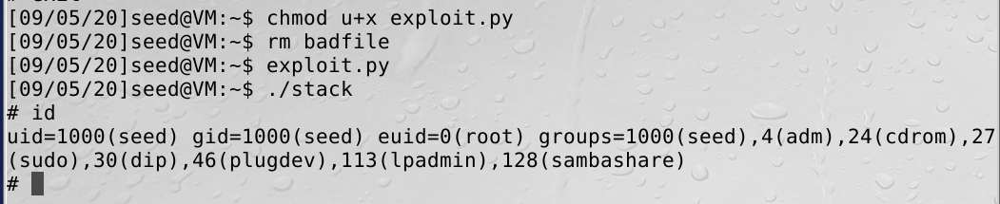 [09/05/20]seed@VM:~$ chmod u+x exploit.py
[09/05/20]seed@VM:~$ rm badfile
[09/05/20]seed@VM:~$ exploit.py
[09/05/20]seed@VM:~$ ./stack
# id
uid=1000(seed) gid=1000(seed) euid=0(root) groups=1000(seed),4(adm),24(cdrom),27
(sudo),30(dip),46(plugdev),113(lpadmin),128(sambashare)
#